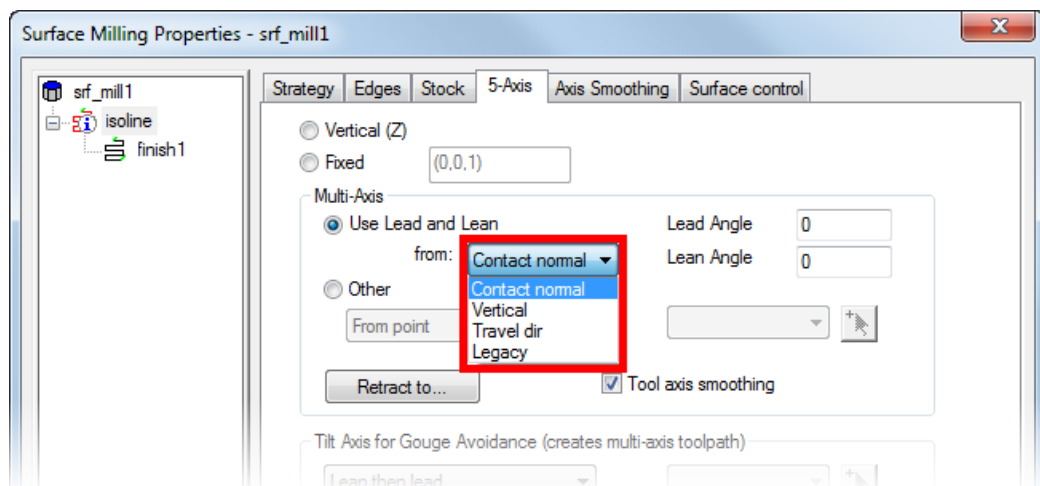 Surface Milling Properties - srf_mill1
srf_mill1
isoline
finish1
Strategy Edges Stock 5-Axis Axis Smoothing Surface control
Vertical (Z)
Fixed (0,0,1)
Multi-Axis
Use Lead and Lean Lead Angle 0
from: Contact normal Lean Angle 0
Contact normal
Other
Vertical
From point
Travel dir
Legacy
Retract to... Tool axis smoothing
Tilt Axis for Gouge Avoidance (creates multi-axis toolpath)
Lean then lead